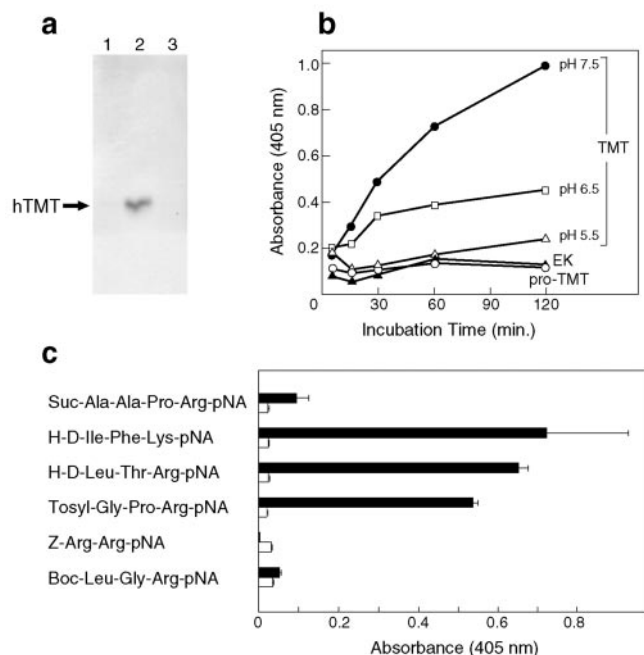 a
1 2 3
hTMT
b
Absorbance (405 nm)
1.0
0.8
0.6
0.4
0.2
0 30 60 90 120
Incubation Time (min.)
pH 7.5
TMT
pH 6.5
pH 5.5
EK
pro-TMT
c
Suc-Ala-Ala-Pro-Arg-pNA
H-D-Ile-Phe-Lys-pNA
H-D-Leu-Thr-Arg-pNA
Tosyl-Gly-Pro-Arg-pNA
Z-Arg-Arg-pNA
Boc-Leu-Gly-Arg-pNA
0 0.2 0.4 0.6 0.8
Absorbance (405 nm)